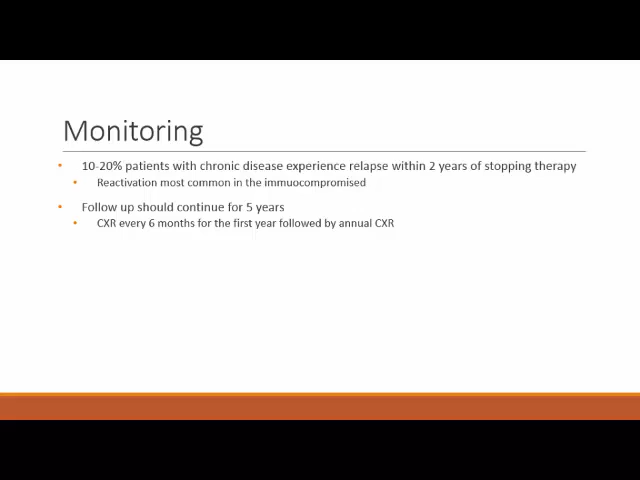 Monitoring
• 10-20% patients with chronic disease experience relapse within 2 years of stopping therapy
• Reactivation most common in the immuocompromised
• Follow up should continue for 5 years
• CXR every 6 months for the first year followed by annual CXR